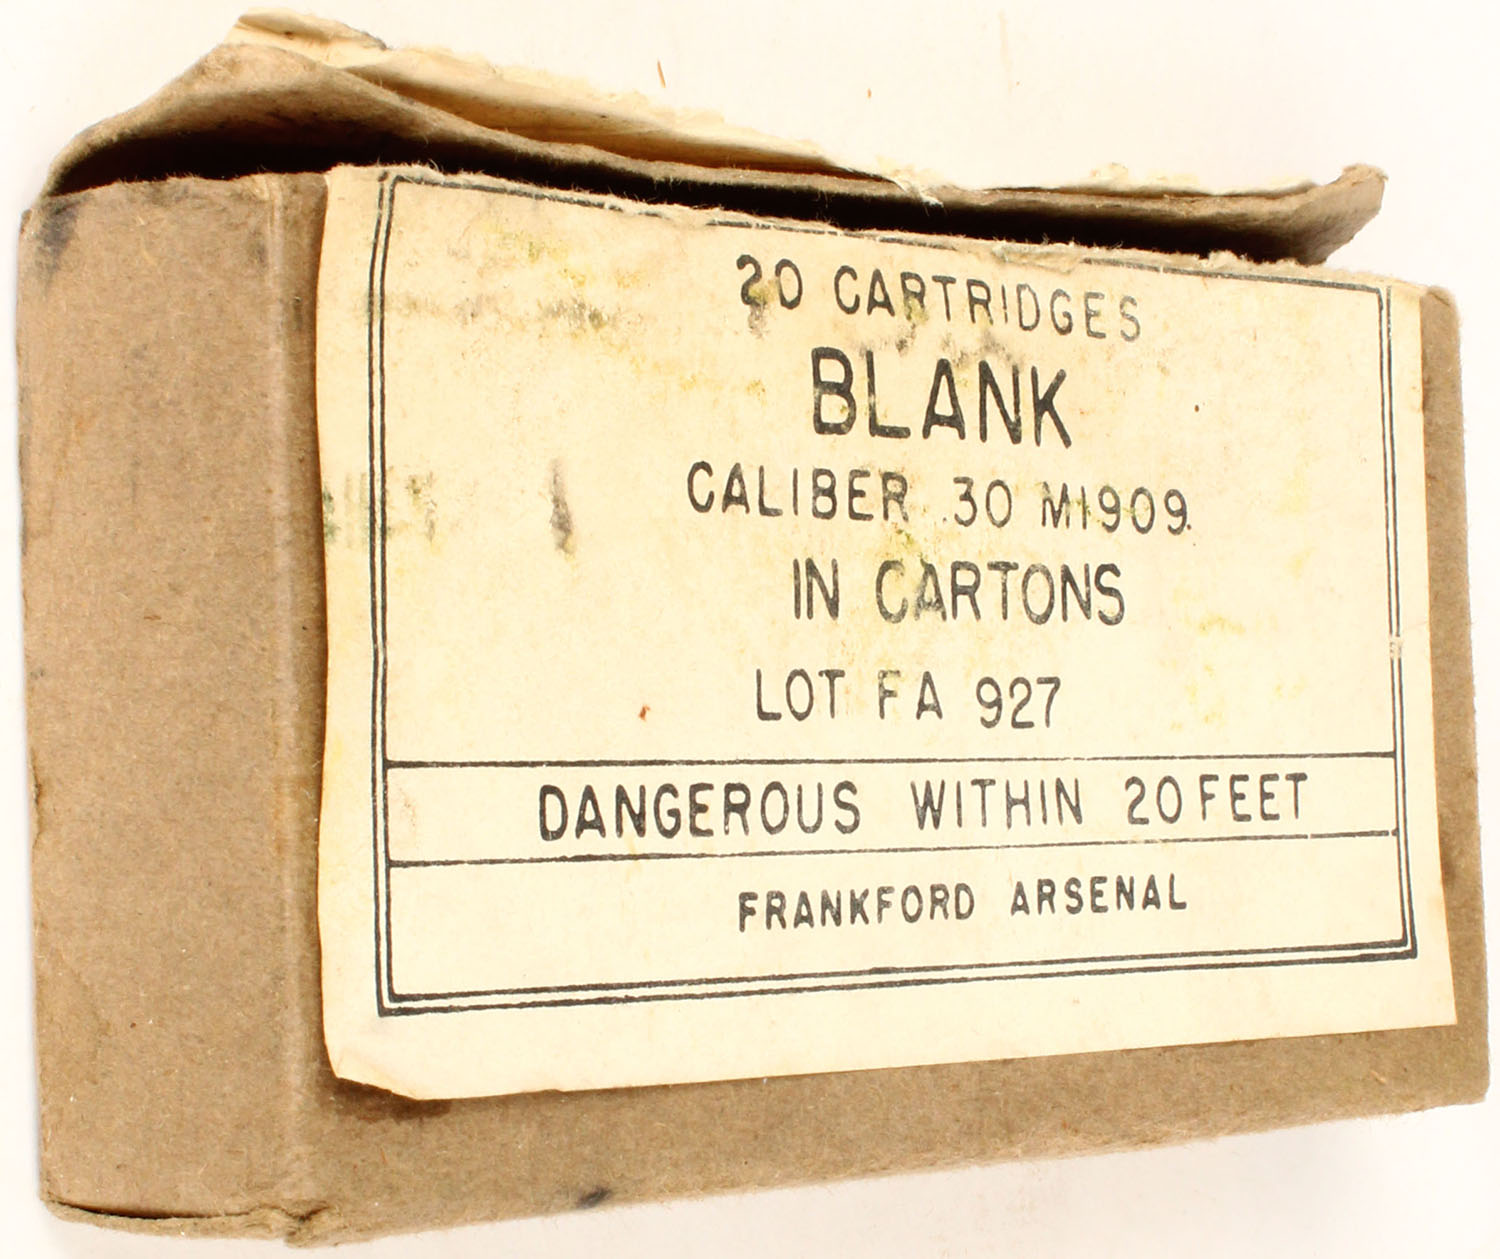 20 CARTRIDGES
BLANK
CALIBER .30 M1909.
IN CARTONS
LOT FA 927
DANGEROUS WITHIN 20 FEET
FRANKFORD ARSENAL